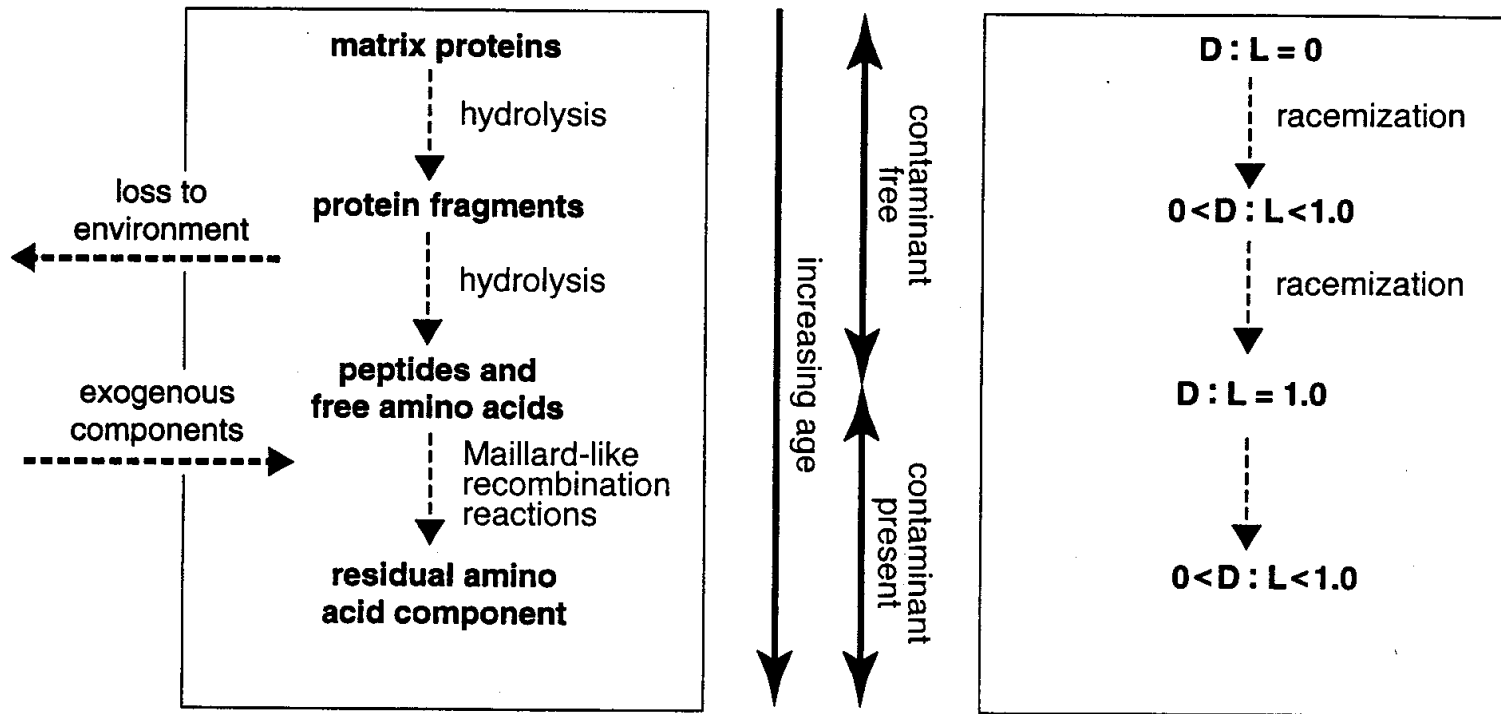 matrix proteins
hydrolysis
protein fragments
loss to
environment
hydrolysis
peptides and
free amino acids
exogenous
components
Maillard-like
recombination
reactions
residual amino
acid component
increasing age
contaminant
free
contaminant
present
D : L = 0
racemization
0<D : L<1.0
racemization
D : L = 1.0
0<D : L<1.0